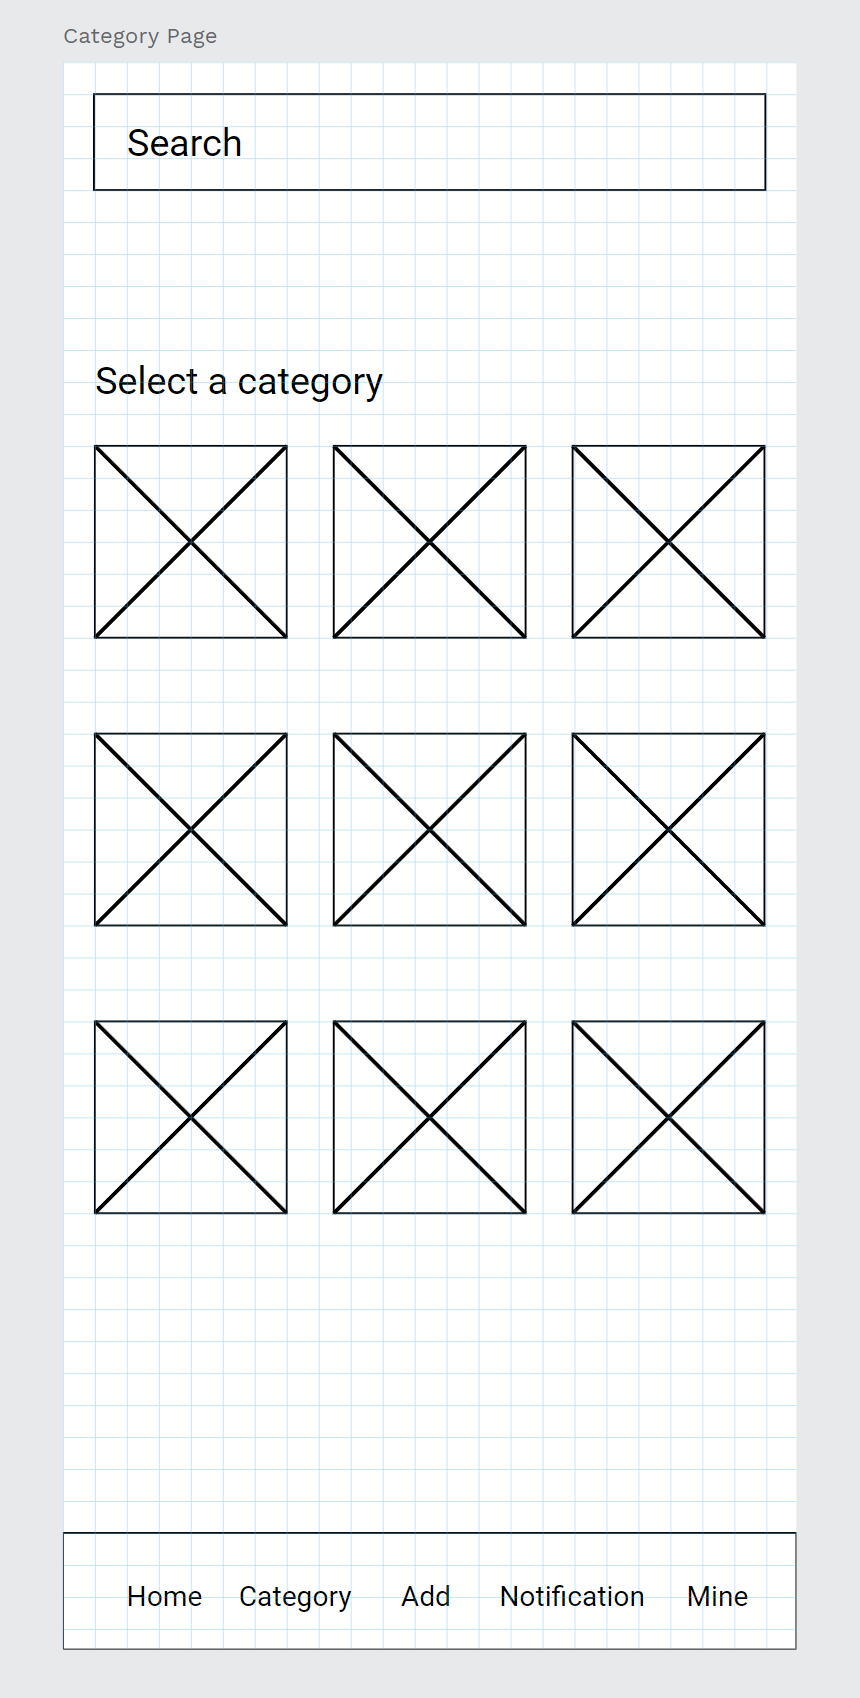 Category Page
Search
Select a category
Home Category Add Notification Mine